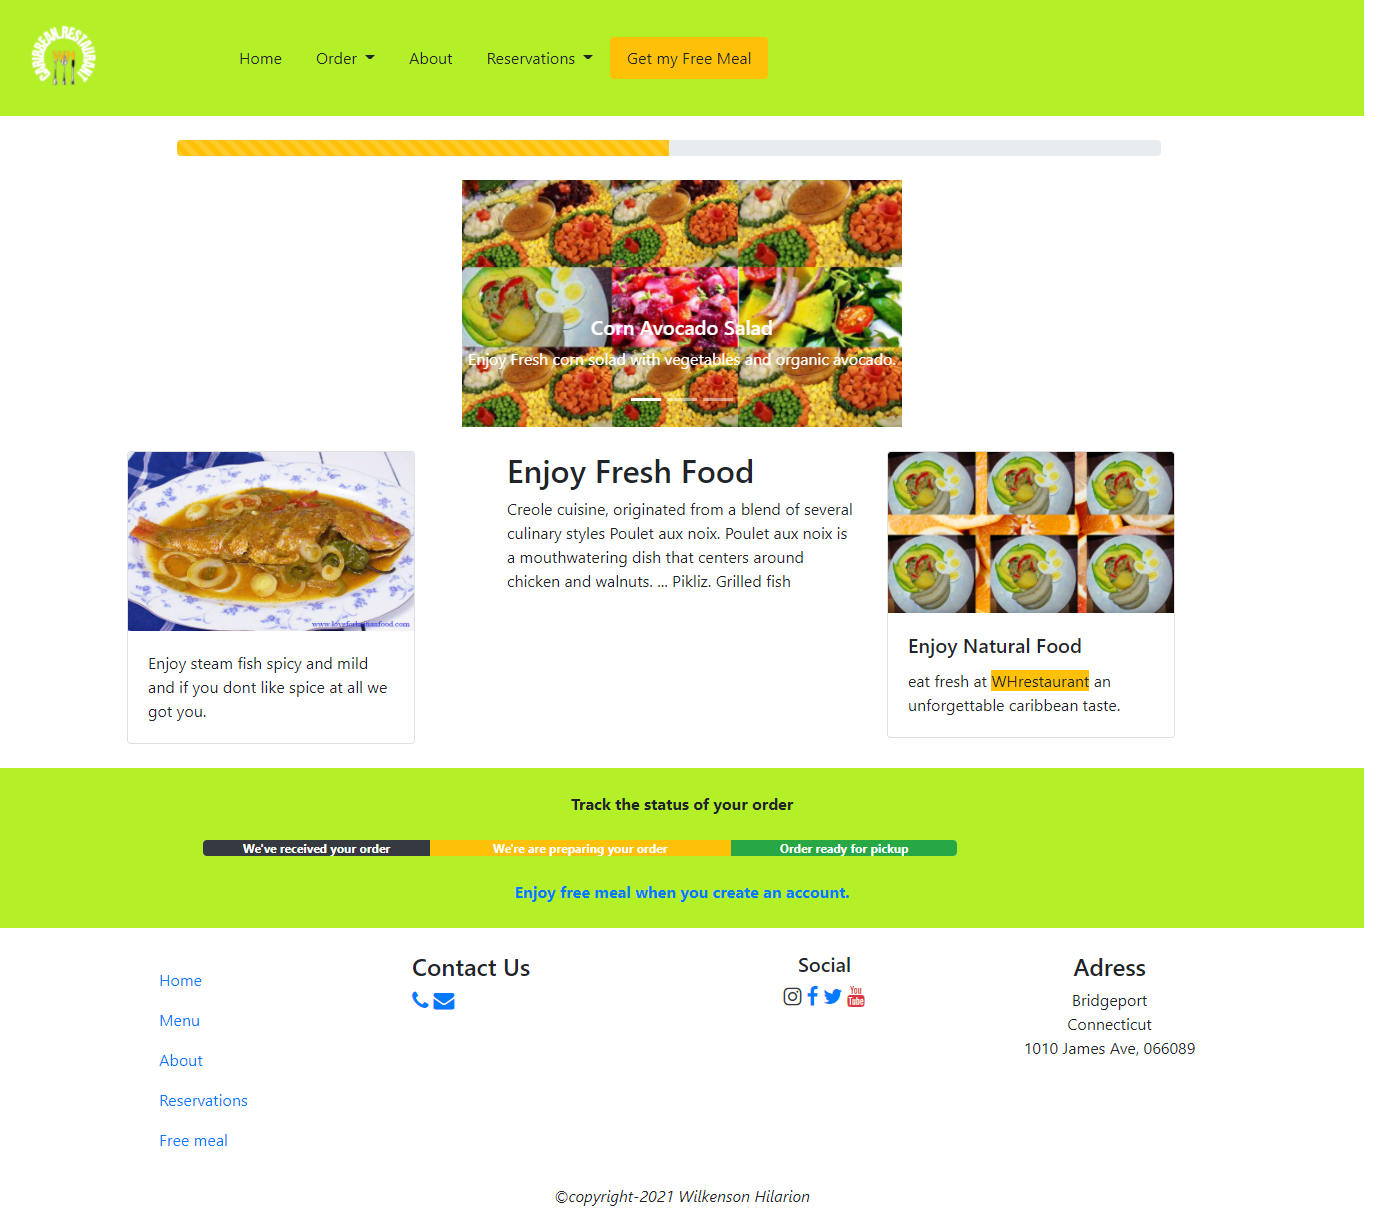 CARIBBEAN RESTAURANT
Home
Order
About
Reservations
Get my Free Meal
Corn Avocado Salad
Enjoy Fresh corn solad with vegetables and organic avocado.
www.loveforhaitianfood.com
Enjoy steam fish spicy and mild
and if you dont like spice at all we
got you.
Enjoy Fresh Food
Creole cuisine, originated from a blend of several
culinary styles Poulet aux noix. Poulet aux noix is
a mouthwatering dish that centers around
chicken and walnuts. ... Pikliz. Grilled fish
Enjoy Natural Food
eat fresh at WHrestaurant an
unforgettable caribbean taste.
Track the status of your order
We've received your order
We're are preparing your order
Order ready for pickup
Enjoy free meal when you create an account.
Home
Menu
About
Reservations
Free meal
Contact Us
Social
You
Tube
Adress
Bridgeport
Connecticut
1010 James Ave, 066089
©copyright-2021 Wilkenson Hilarion